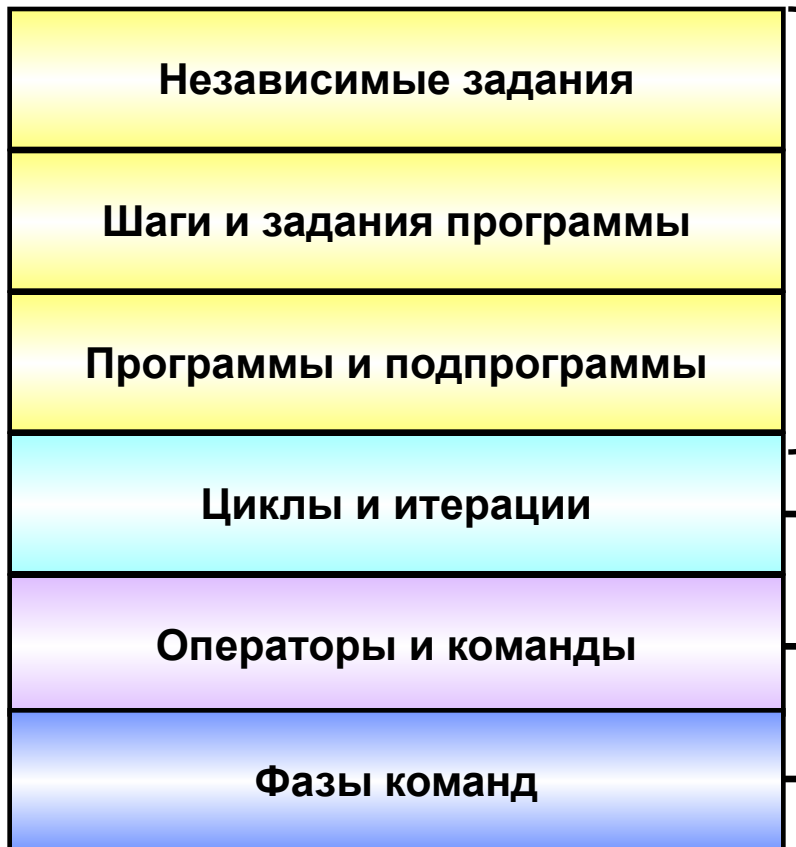 Независимые задания
Шаги и задания программы
Программы и подпрограммы
Циклы и итерации
Операторы и команды
Фазы команд